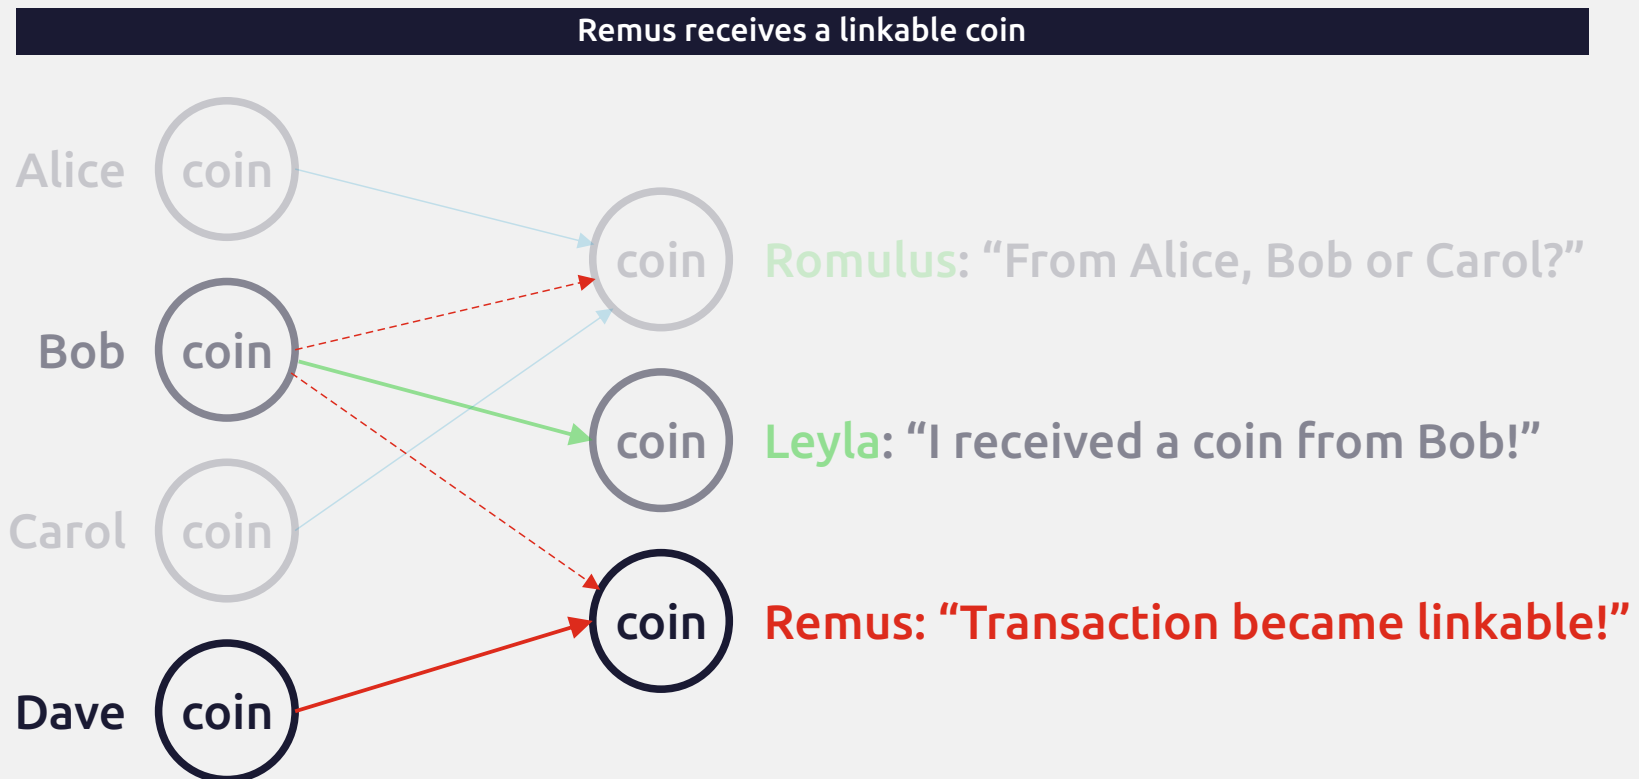 Remus receives a linkable coin
Alice coin
coin Romulus: “From Alice, Bob or Carol?”
Bob coin
coin Leyla: “I received a coin from Bob!”
Carol coin
coin Remus: “Transaction became linkable!”
Dave coin